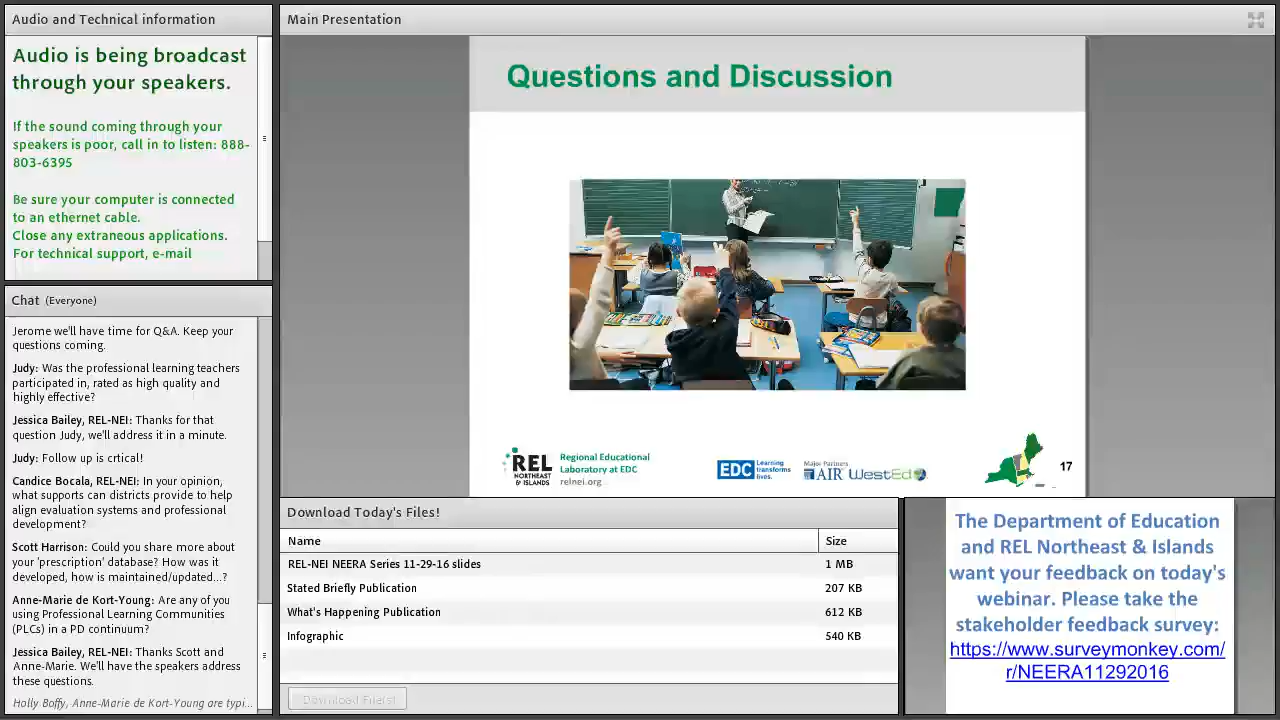 Audio and Technical information
Audio is being broadcast
through your speakers.
If the sound coming through your
speakers is poor, call in to listen: 888-
803-6395
Be sure your computer is connected
to an ethernet cable.
Close any extraneous applications.
For technical support, e-mail
Chat (Everyone)
Jerome we'll have time for Q&A. Keep your
questions coming.
Judy: Was the professional learning teachers
participated in, rated as high quality and
highly effective?
Jessica Bailey, REL-NEI: Thanks for that
question Judy, we'll address it in a minute.
Judy: Follow up is crtical!
Candice Bocala, REL-NEI: In your opinion,
what supports can districts provide to help
align evaluation systems and professional
development?
Scott Harrison: Could you share more about
your 'prescription' database? How was it
developed, how is maintained/updated...?
Anne-Marie de Kort-Young: Are any of you
using Professional Learning Communities
(PLCs) in a PD continuum?
Jessica Bailey, REL-NEI: Thanks Scott and
Anne-Marie. We'll have the speakers address
these questions.
Holly Boffy, Anne-Marie de Kort-Young are typi...
Main Presentation
Questions and Discussion
REL
NORTHEAST
& ISLANDS
Regional Educational
Laboratory at EDC
relnei.org
EDC
Learning
transforms
lives.
Major Partners
AIR
WestEd
17
Download Today's Files!
Name Size
REL-NEI NEERA Series 11-29-16 slides 1 MB
Stated Briefly Publication 207 KB
What's Happening Publication 612 KB
Infographic 540 KB
Download File(s)
The Department of Education
and REL Northeast & Islands
want your feedback on today's
webinar. Please take the
stakeholder feedback survey:
https://www.surveymonkey.com/
r/NEERA11292016